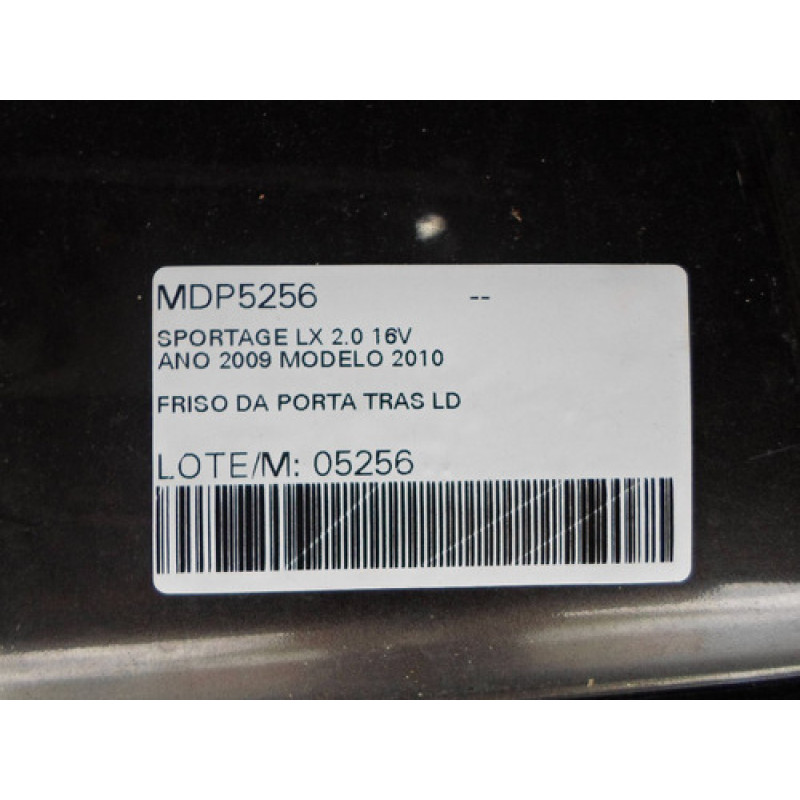 MDP5256 --
SPORTAGE LX 2.0 16V
ANO 2009 MODELO 2010
FRISO DA PORTA TRAS LD
LOTE/M: 05256